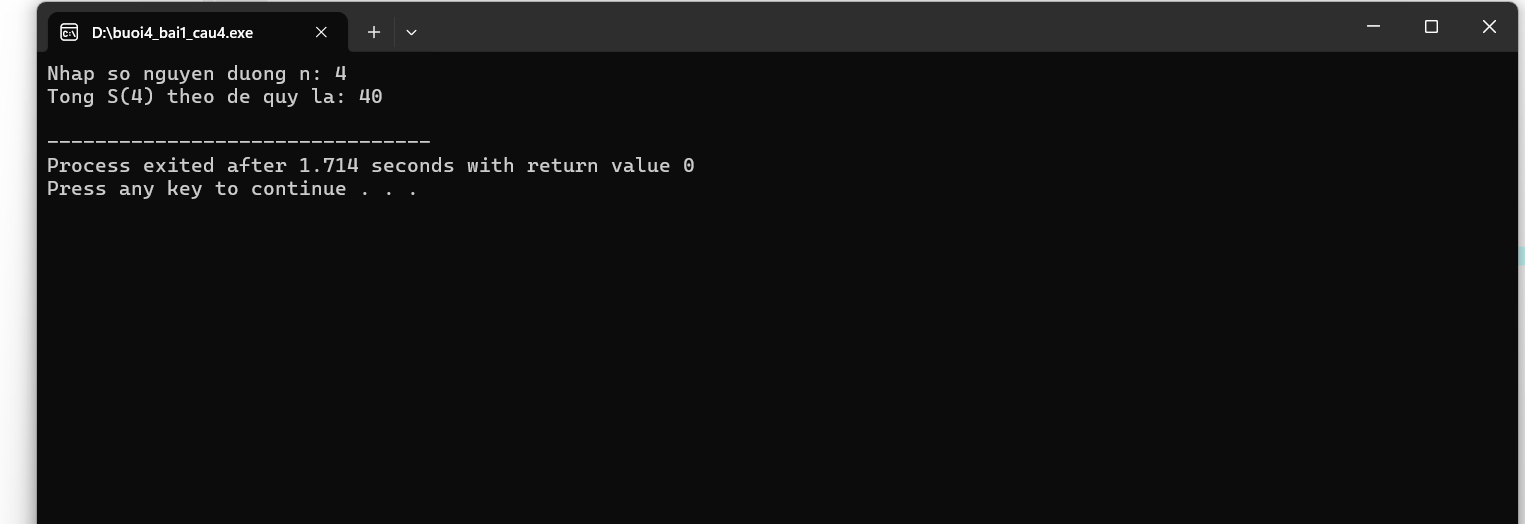 D:\buoi4_bai1_cau4.exe
Nhap so nguyen duong n: 4
Tong S(4) theo de quy la: 40
--------------------------------
Process exited after 1.714 seconds with return value 0
Press any key to continue . . .